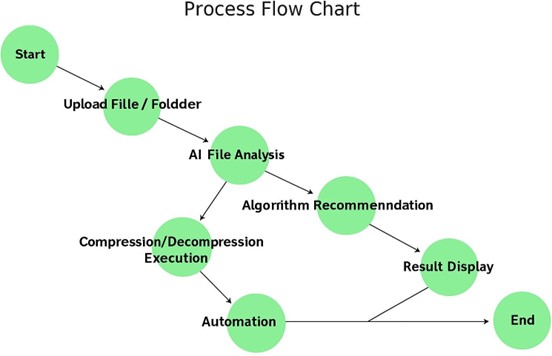 Process Flow Chart
Start
Upload Fille / Foldder
AI File Analysis
Algorrithm Recommenndation
Compression/Decompression
Execution
Result Display
Automation
End